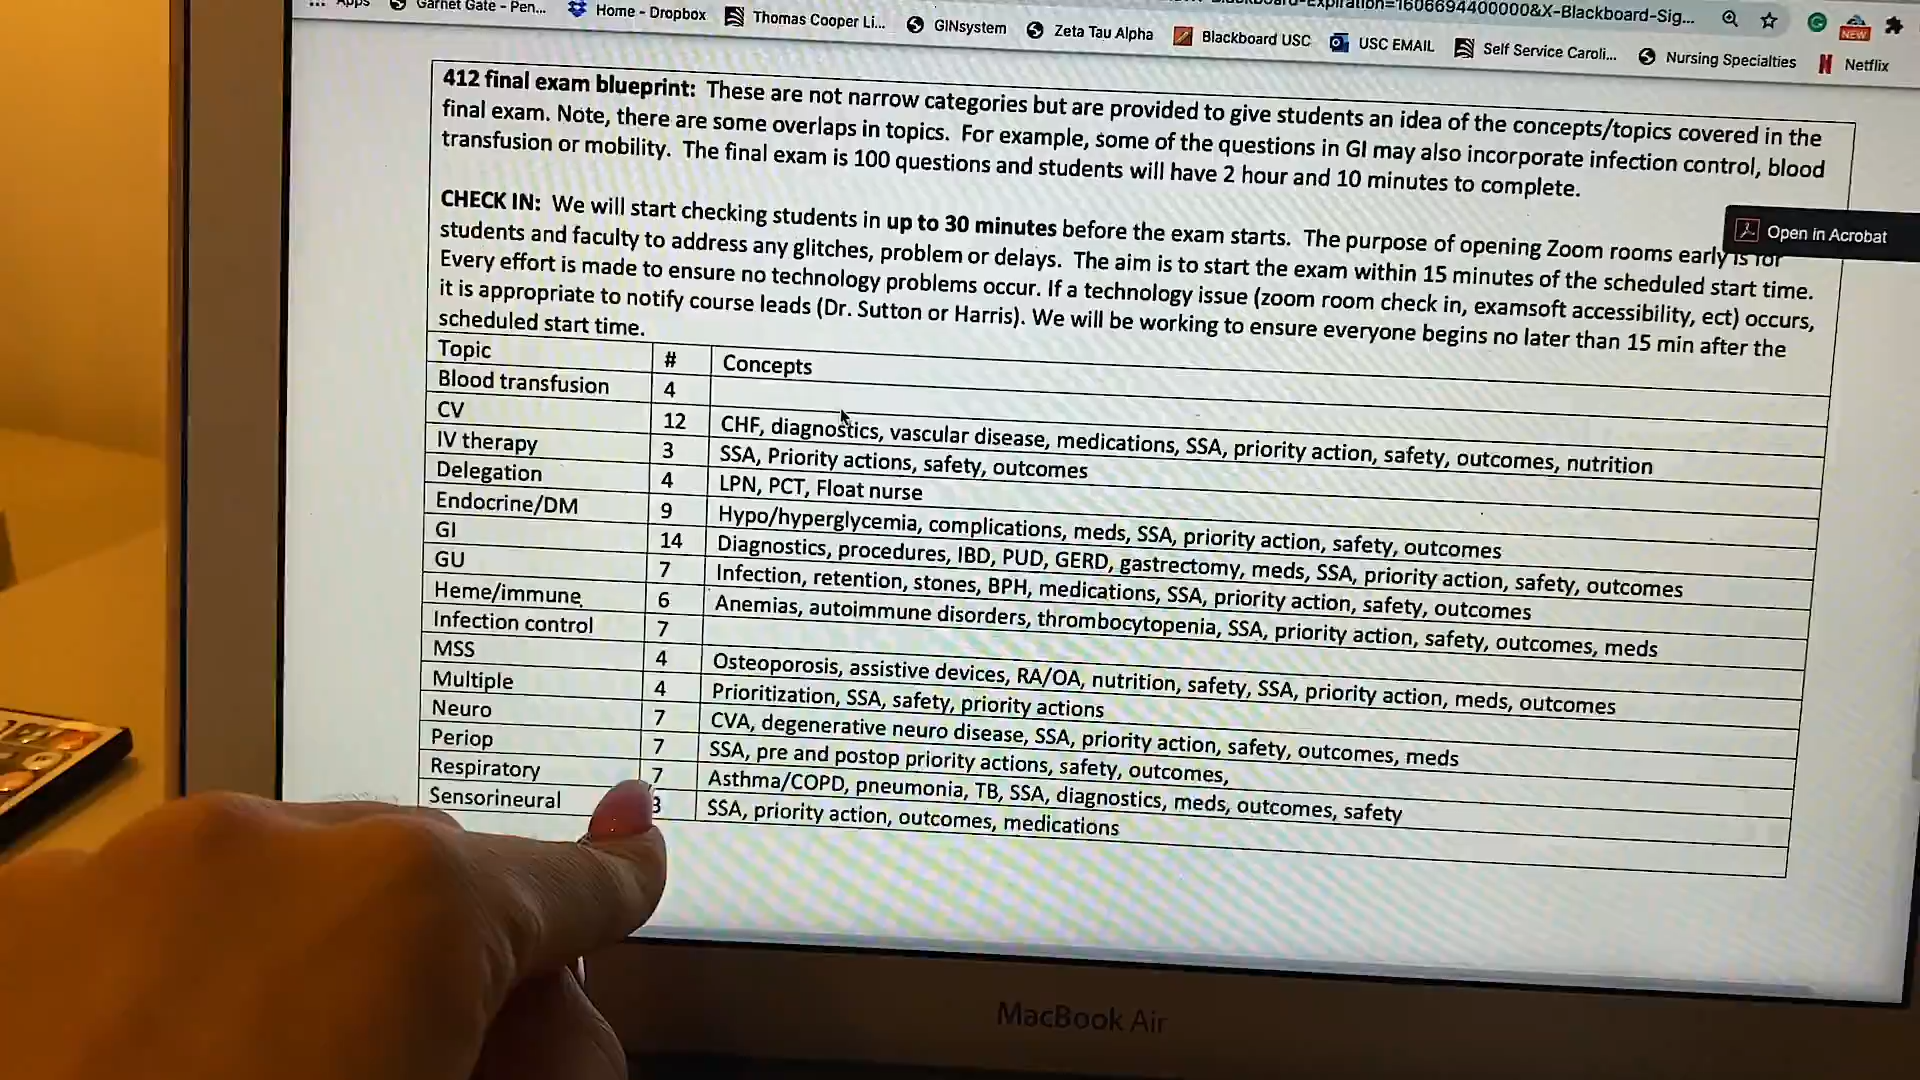 Apps Garnet Gate - Pen... Home - Dropbox Thomas Cooper Li... GINsystem Zeta Tau Alpha Blackboard USC USC EMAIL Self Service Caroli... Nursing Specialties Netflix
Expiration=1606694400000&X-Blackboard-Sig...
NEW
Open in Acrobat
412 final exam blueprint: These are not narrow categories but are provided to give students an idea of the concepts/topics covered in the
final exam. Note, there are some overlaps in topics. For example, some of the questions in GI may also incorporate infection control, blood
transfusion or mobility. The final exam is 100 questions and students will have 2 hour and 10 minutes to complete.
CHECK IN: We will start checking students in up to 30 minutes before the exam starts. The purpose of opening Zoom rooms early is for
students and faculty to address any glitches, problem or delays. The aim is to start the exam within 15 minutes of the scheduled start time.
Every effort is made to ensure no technology problems occur. If a technology issue (zoom room check in, examsoft accessibility, ect) occurs,
it is appropriate to notify course leads (Dr. Sutton or Harris). We will be working to ensure everyone begins no later than 15 min after the
scheduled start time.
Topic # Concepts
Blood transfusion 4
CV 12 CHF, diagnostics, vascular disease, medications, SSA, priority action, safety, outcomes, nutrition
IV therapy 3 SSA, Priority actions, safety, outcomes
Delegation 4 LPN, PCT, Float nurse
Endocrine/DM 9 Hypo/hyperglycemia, complications, meds, SSA, priority action, safety, outcomes
GI 14 Diagnostics, procedures, IBD, PUD, GERD, gastrectomy, meds, SSA, priority action, safety, outcomes
GU 7 Infection, retention, stones, BPH, medications, SSA, priority action, safety, outcomes
Heme/immune 6 Anemias, autoimmune disorders, thrombocytopenia, SSA, priority action, safety, outcomes, meds
Infection control 7
MSS 4 Osteoporosis, assistive devices, RA/OA, nutrition, safety, SSA, priority action, meds, outcomes
Multiple 4 Prioritization, SSA, safety, priority actions
Neuro 7 CVA, degenerative neuro disease, SSA, priority action, safety, outcomes, meds
Periop 7 SSA, pre and postop priority actions, safety, outcomes,
Respiratory 7 Asthma/COPD, pneumonia, TB, SSA, diagnostics, meds, outcomes, safety
Sensorineural 3 SSA, priority action, outcomes, medications
MacBook Air